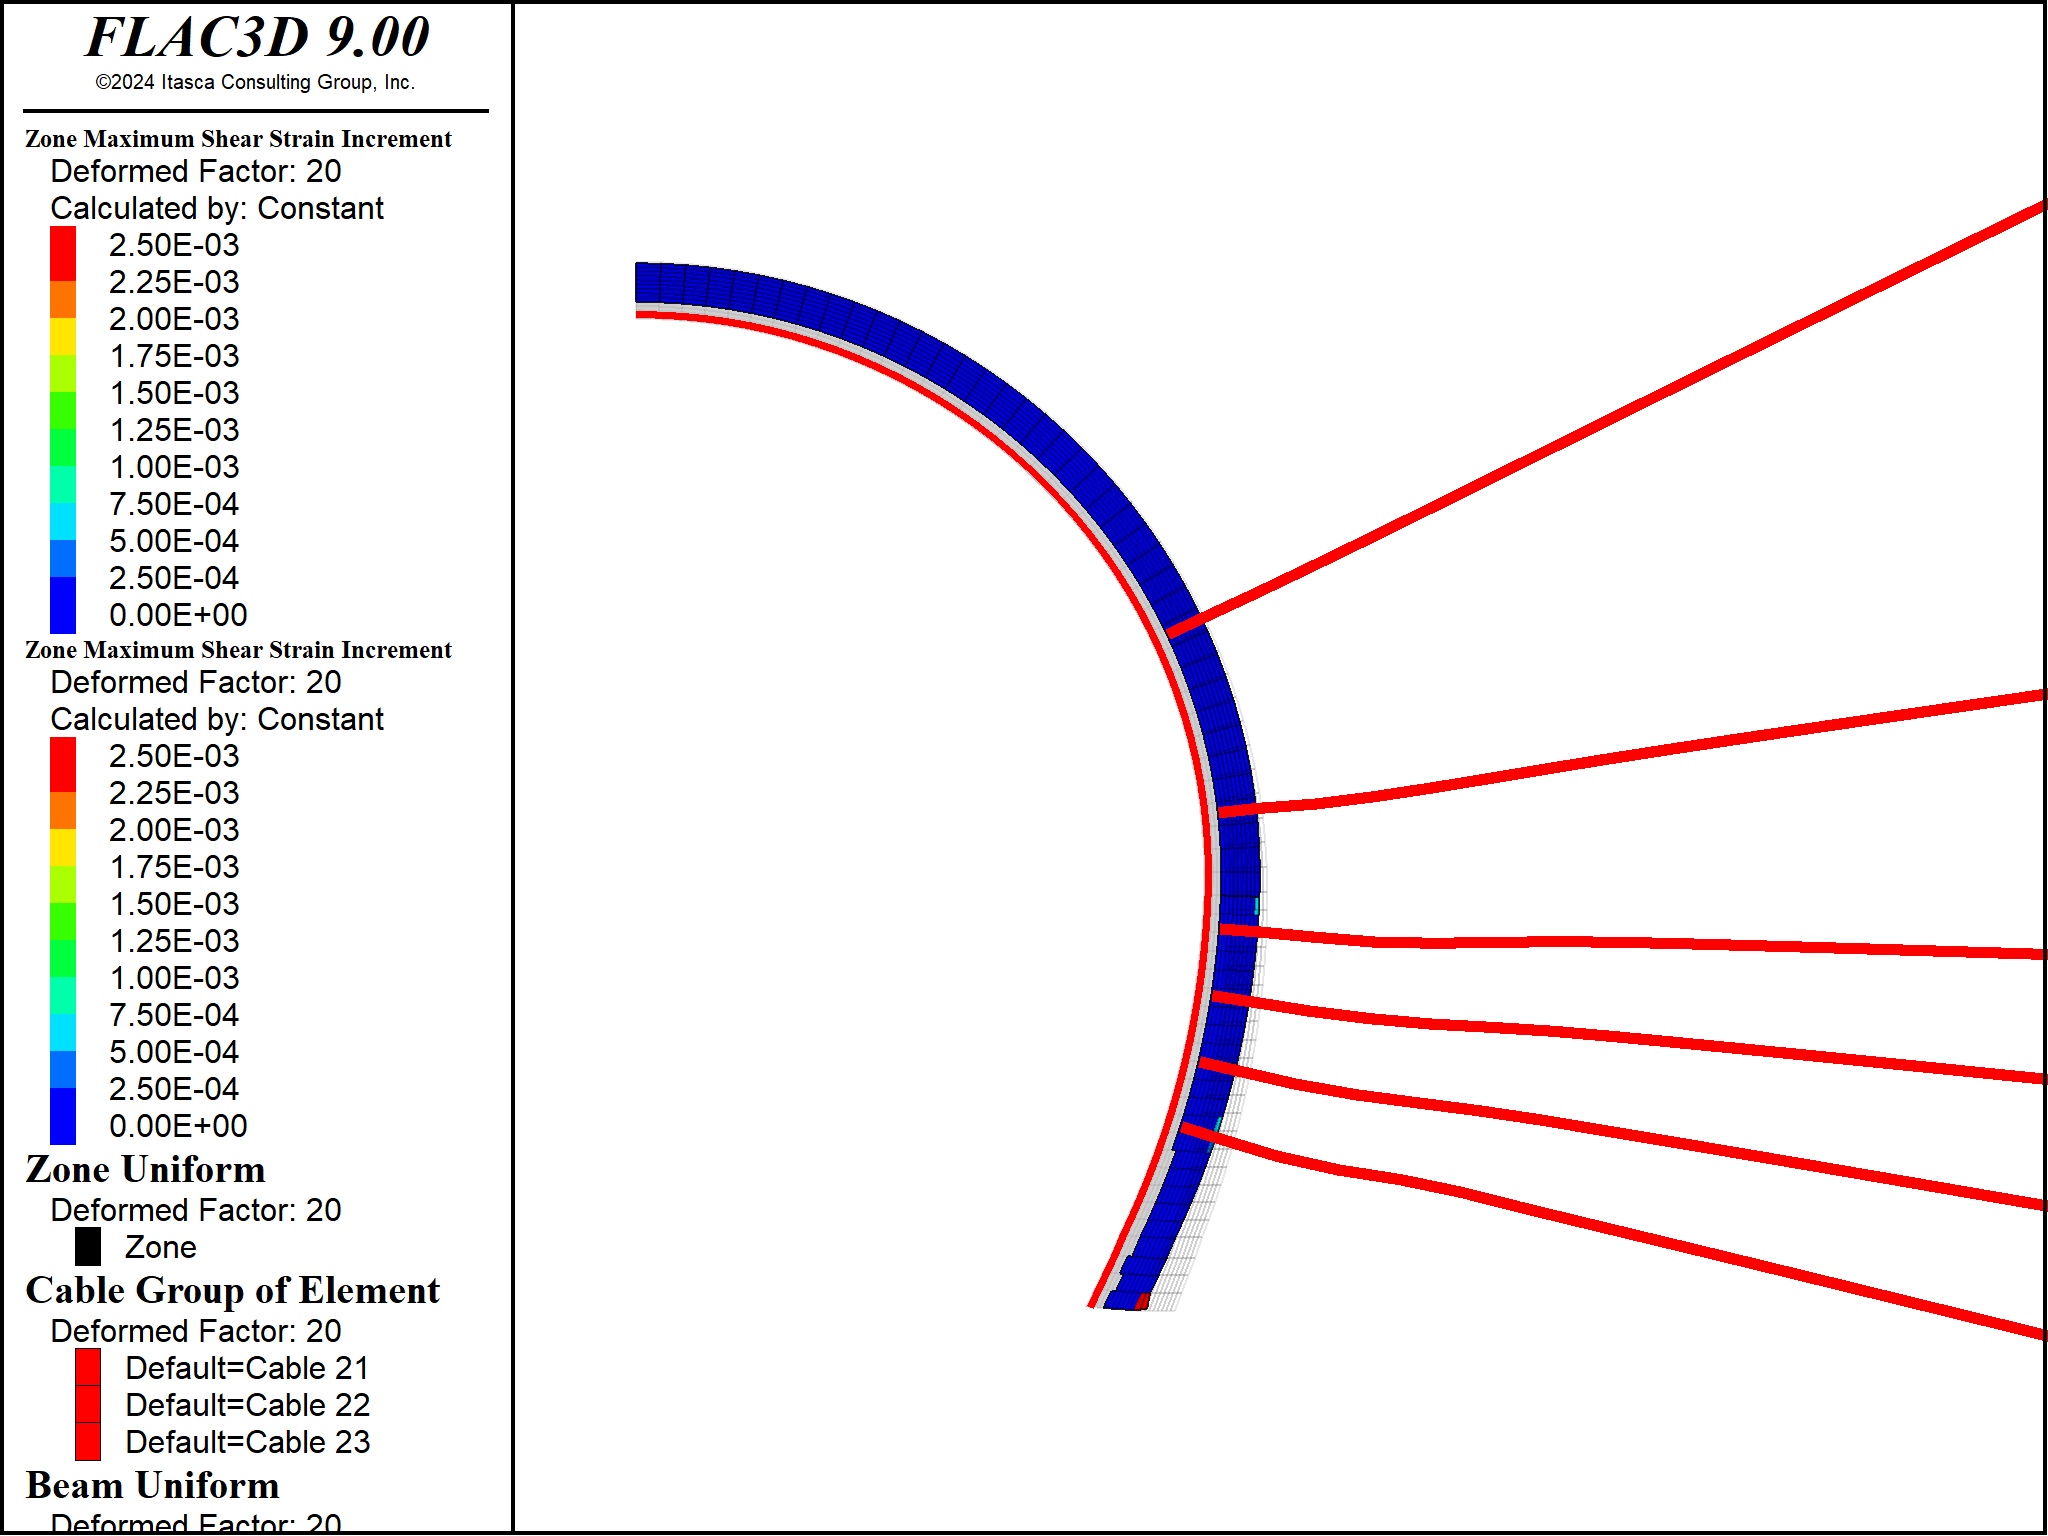 FLAC3D 9.00
©2024 Itasca Consulting Group, Inc.
Zone Maximum Shear Strain Increment
Deformed Factor: 20
Calculated by: Constant
2.50E-03
2.25E-03
2.00E-03
1.75E-03
1.50E-03
1.25E-03
1.00E-03
7.50E-04
5.00E-04
2.50E-04
0.00E+00
Zone Maximum Shear Strain Increment
Deformed Factor: 20
Calculated by: Constant
2.50E-03
2.25E-03
2.00E-03
1.75E-03
1.50E-03
1.25E-03
1.00E-03
7.50E-04
5.00E-04
2.50E-04
0.00E+00
Zone Uniform
Deformed Factor: 20
Zone
Cable Group of Element
Deformed Factor: 20
Default=Cable 21
Default=Cable 22
Default=Cable 23
Beam Uniform
Deformed Factor: 20